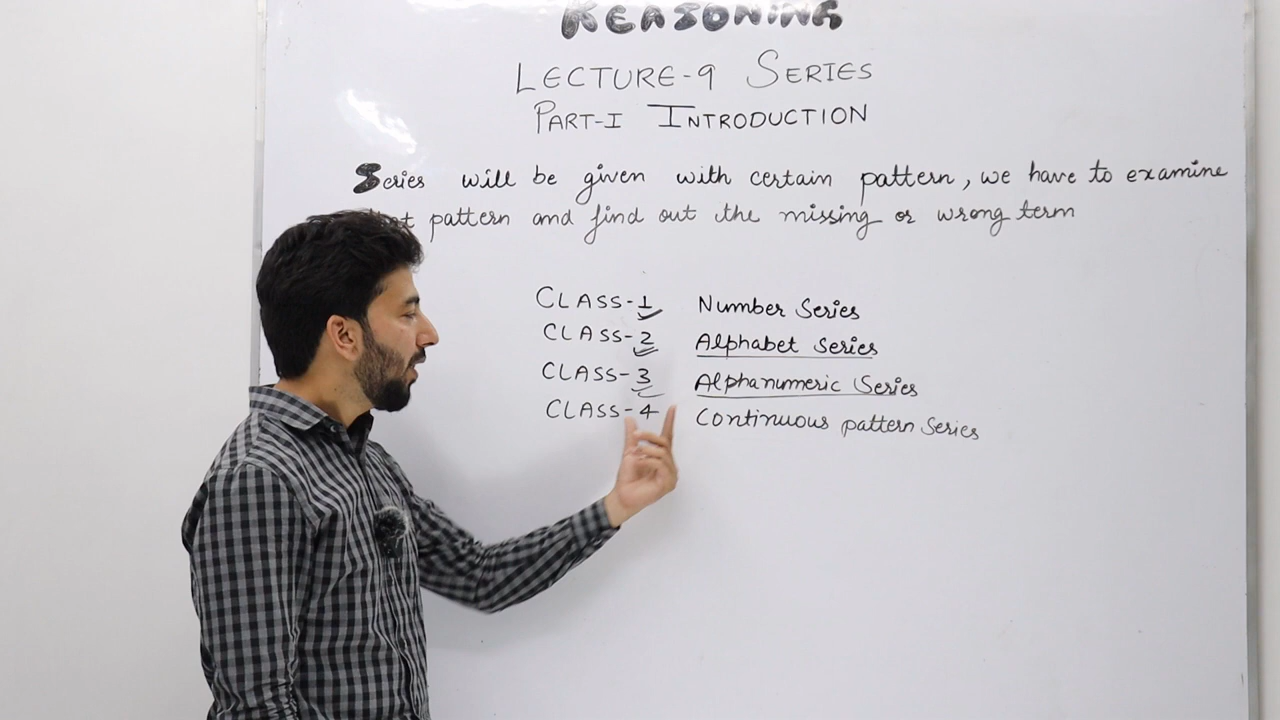 REASONING
LECTURE-9 SERIES
PART-I INTRODUCTION
Series will be given with certain pattern, we have to examine
pattern and find out the missing or wrong term
CLASS-1 Number Series
CLASS-2 Alphabet Series
CLASS-3 Alphanumeric Series
CLASS-4 Continuous pattern Series